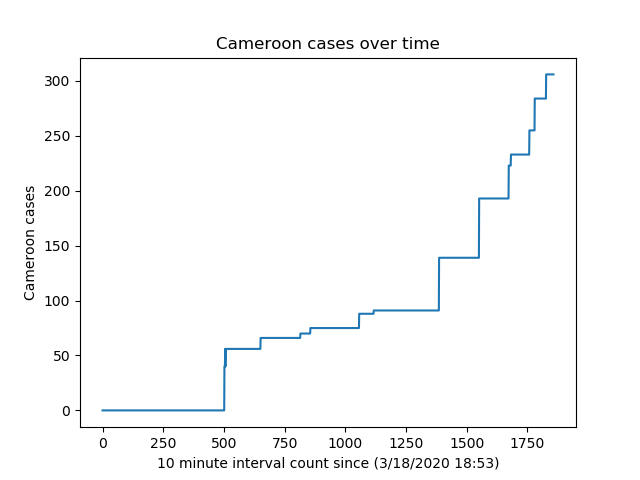 Cameroon cases over time
300
250
200
150
100
50
0
Cameroon cases
0 250 500 750 1000 1250 1500 1750
10 minute interval count since (3/18/2020 18:53)